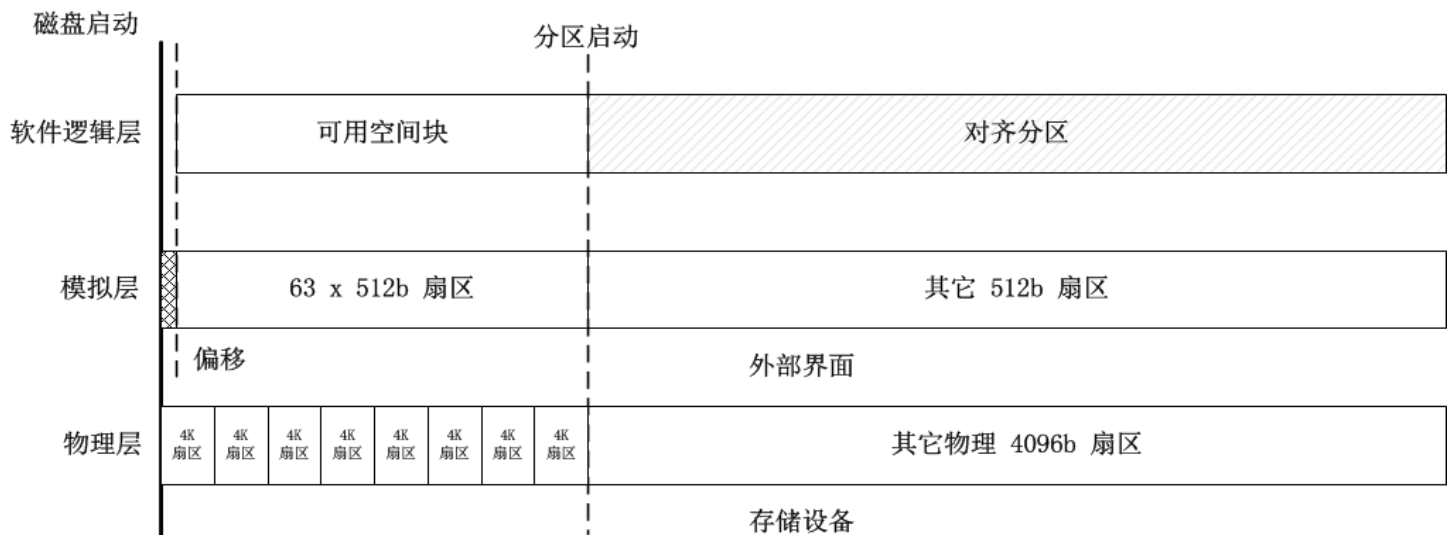 磁盘启动
分区启动
软件逻辑层
可用空间块
对齐分区
模拟层
63 x 512b 扇区
其它 512b 扇区
偏移
外部界面
物理层
4K
扇区
4K
扇区
4K
扇区
4K
扇区
4K
扇区
4K
扇区
4K
扇区
4K
扇区
其它物理 4096b 扇区
存储设备